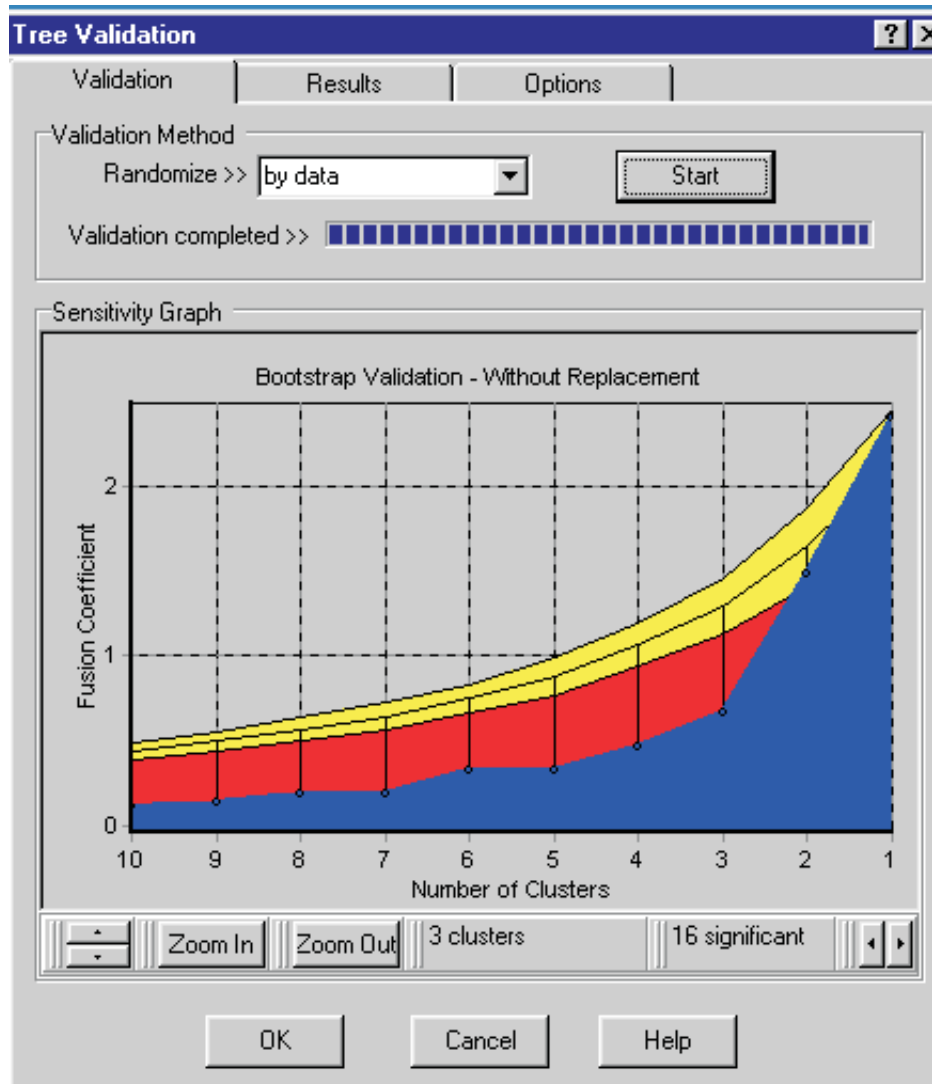 Tree Validation
Validation Results Options
Validation Method
Randomize >> by data Start
Validation completed >>
Sensitivity Graph
Bootstrap Validation - Without Replacement
Fusion Coefficient
2
1
0
10 9 8 7 6 5 4 3 2 1
Number of Clusters
Zoom In Zoom Out 3 clusters 16 significant
OK Cancel Help